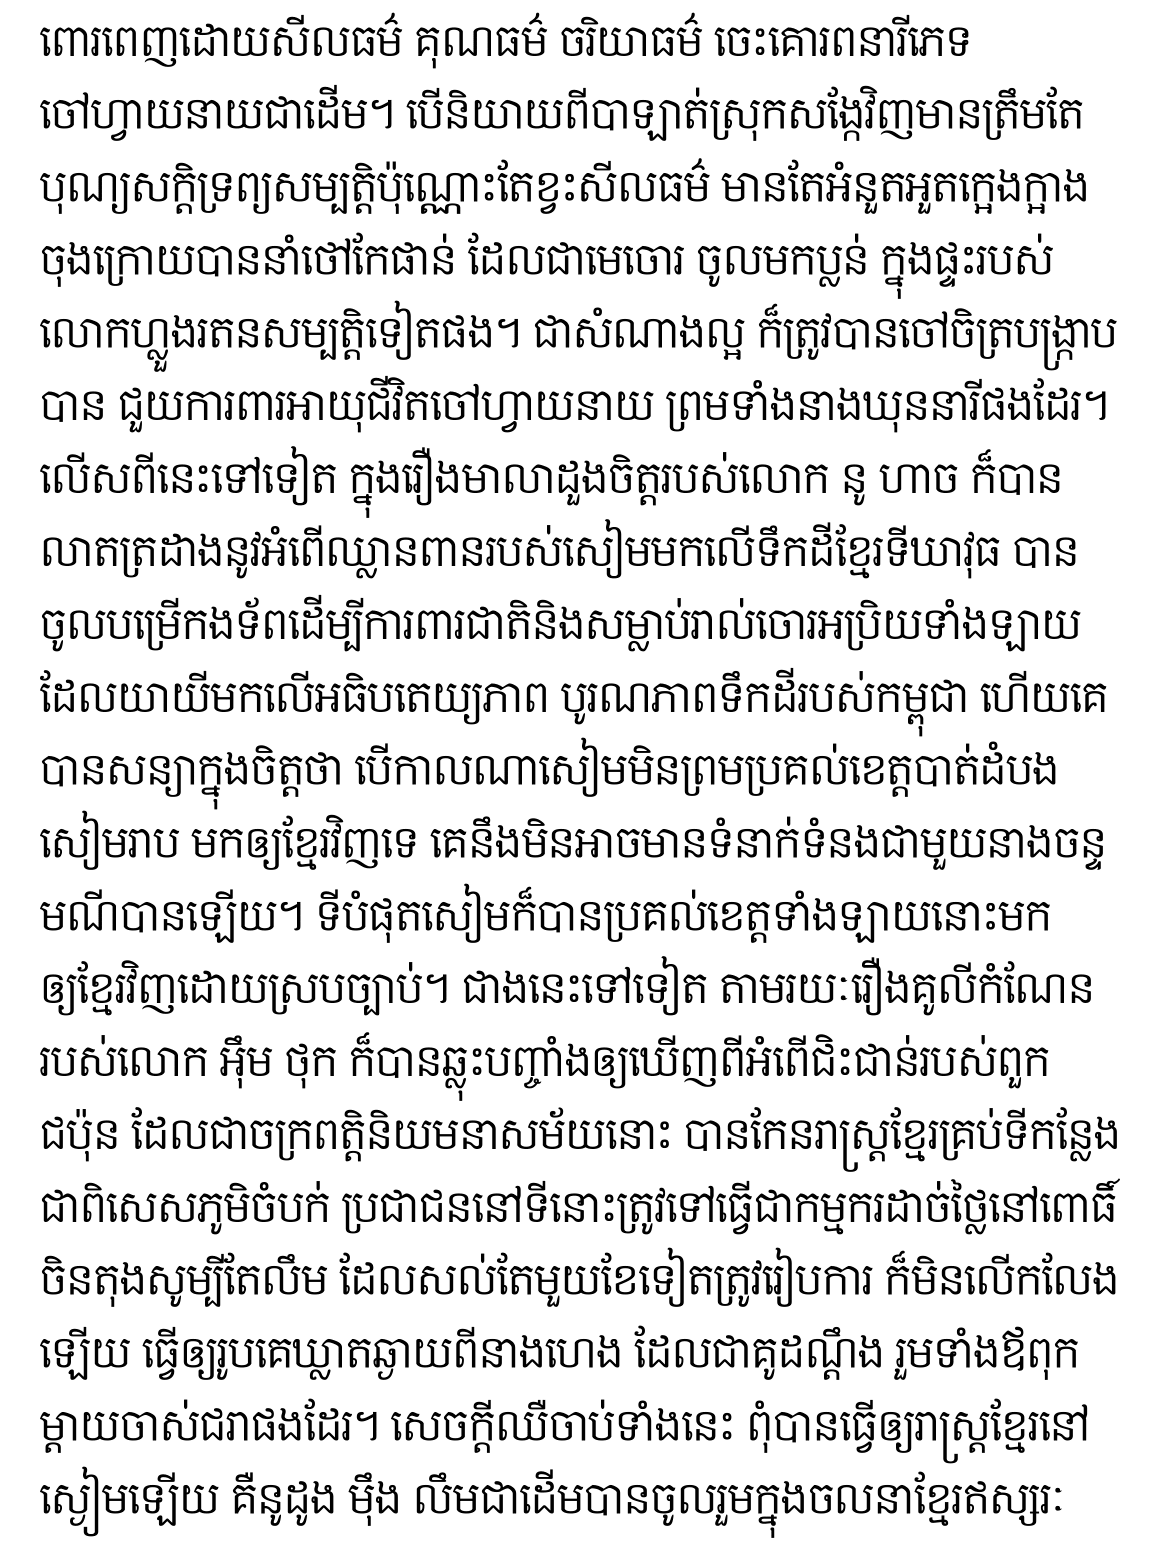 ពោរពេញដោយសីលធម៌ គុណធម៌ ចរិយាធម៌ ចេះគោរពនារីភេទ
ចៅហ្វាយនាយជាដើម។ បើនិយាយពីបាឡាត់ស្រុកសង្កែវិញមានត្រឹមតែ
បុណ្យសក្តិទ្រព្យសម្បត្តិប៉ុណ្ណោះតែខ្វះសីលធម៌ មានតែអំនួតអួតក្អេងក្អាង
ចុងក្រោយបាននាំថៅកែផាន់ ដែលជាមេចោរ ចូលមកប្លន់ ក្នុងផ្ទះរបស់
លោកហ្លួងរតនសម្បត្តិទៀតផង។ ជាសំណាងល្អ ក៏ត្រូវបានចៅចិត្របង្ក្រាប
បាន ជួយការពារអាយុជីវិតចៅហ្វាយនាយ ព្រមទាំងនាងឃុននារីផងដែរ។
លើសពីនេះទៅទៀត ក្នុងរឿងមាលាដួងចិត្តរបស់លោក នូ ហាច ក៏បាន
លាតត្រដាងនូវអំពើឈ្លានពានរបស់សៀមមកលើទឹកដីខ្មែរទីឃាវុធ បាន
ចូលបម្រើកងទ័ពដើម្បីការពារជាតិនិងសម្លាប់រាល់ចោរអប្រិយទាំងឡាយ
ដែលយាយីមកលើអធិបតេយ្យភាព បូរណភាពទឹកដីរបស់កម្ពុជា ហើយគេ
បានសន្យាក្នុងចិត្តថា បើកាលណាសៀមមិនព្រមប្រគល់ខេត្តបាត់ដំបង
សៀមរាប មកឲ្យខ្មែរវិញទេ គេនឹងមិនអាចមានទំនាក់ទំនងជាមួយនាងចន្ទ
មណីបានឡើយ។ ទីបំផុតសៀមក៏បានប្រគល់ខេត្តទាំងឡាយនោះមក
ឲ្យខ្មែរវិញដោយស្របច្បាប់។ ជាងនេះទៅទៀត តាមរយៈរឿងគូលីកំណែន
របស់លោក អ៊ឹម ថុក ក៏បានឆ្លុះបញ្ចាំងឲ្យឃើញពីអំពើជិះជាន់របស់ពួក
ជប៉ុន ដែលជាចក្រពត្តិនិយមនាសម័យនោះ បានកែនរាស្ត្រខ្មែរគ្រប់ទីកន្លែង
ជាពិសេសភូមិចំបក់ ប្រជាជននៅទីនោះត្រូវទៅធ្វើជាកម្មករដាច់ថ្លៃនៅពោធិ៍
ចិនតុងសូម្បីតែលឹម ដែលសល់តែមួយខែទៀតត្រូវរៀបការ ក៏មិនលើកលែង
ឡើយ ធ្វើឲ្យរូបគេឃ្លាតឆ្ងាយពីនាងហេង ដែលជាគូដណ្តឹង រួមទាំងឪពុក
ម្តាយចាស់ជរាផងដែរ។ សេចក្តីឈឺចាប់ទាំងនេះ ពុំបានធ្វើឲ្យរាស្ត្រខ្មែរនៅ
ស្ងៀមឡើយ គឺនូដូង ម៉ឹង លឹមជាដើមបានចូលរួមក្នុងចលនាខ្មែរឥស្សរៈ